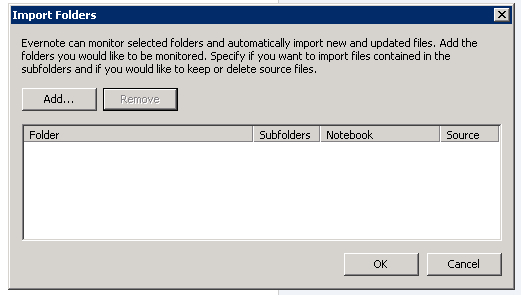 Import Folders
Evernote can monitor selected folders and automatically import new and updated files. Add the
folders you would like to be monitored. Specify if you want to import files contained in the
subfolders and if you would like to keep or delete source files.
Add... Remove
Folder Subfolders Notebook Source
OK Cancel